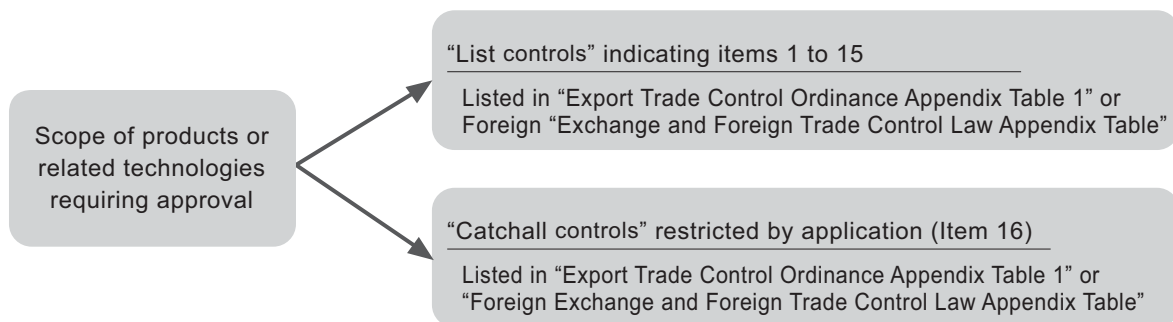 Scope of products or
related technologies
requiring approval
“List controls” indicating items 1 to 15
Listed in “Export Trade Control Ordinance Appendix Table 1” or
Foreign “Exchange and Foreign Trade Control Law Appendix Table”
“Catchall controls” restricted by application (Item 16)
Listed in “Export Trade Control Ordinance Appendix Table 1” or
“Foreign Exchange and Foreign Trade Control Law Appendix Table”